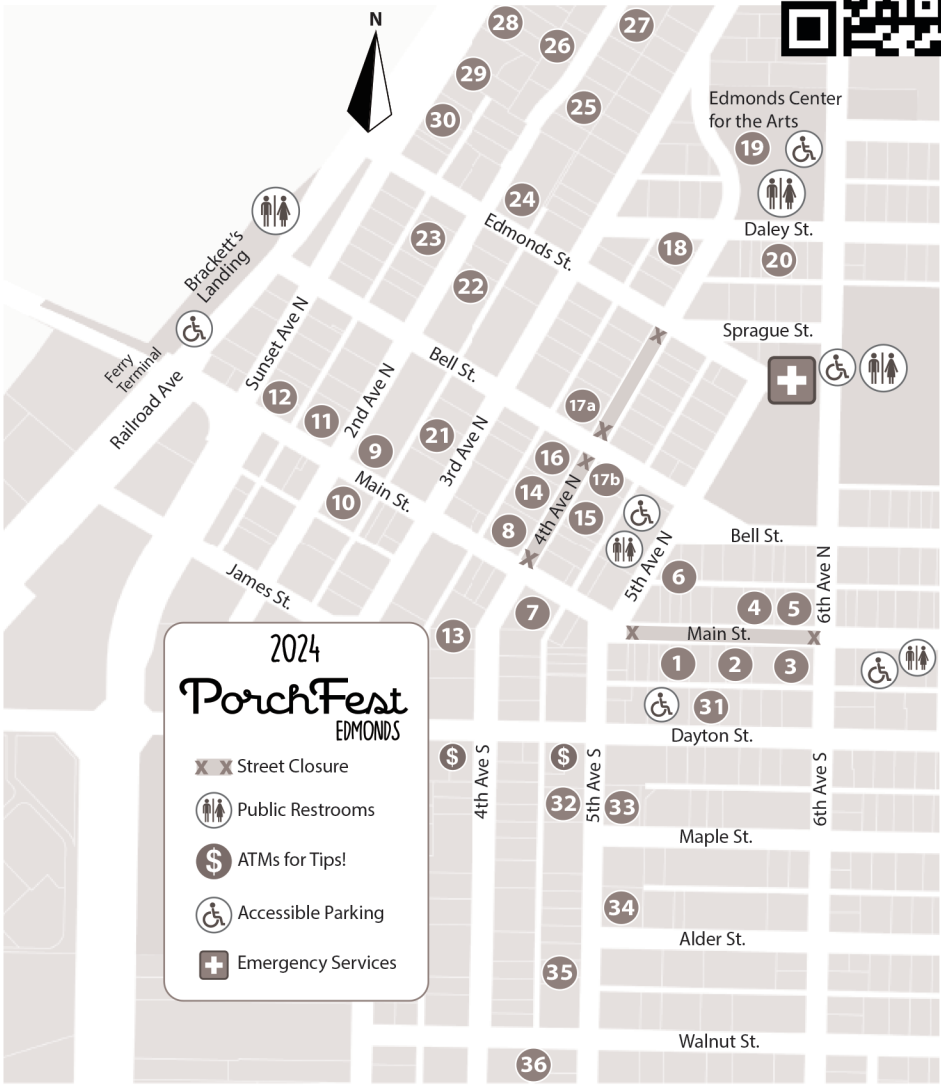 N
28
27
26
29
25
30
Edmonds Center
for the Arts
19
24
Edmonds St.
23
Daley St.
18
20
Brackett's
Landing
22
Sprague St.
Ferry
Terminal
Sunset Ave N
Bell St.
Railroad Ave
2nd Ave N
12
11
17a
21
3rd Ave N
9
16
17b
Main St.
10
14
4th Ave N
15
8
Bell St.
5th Ave N
6
6th Ave N
James St.
4
5
7
13
Main St.
1
2
3
31
Dayton St.
2024
PorchFest
EDMONDS
X X Street Closure
Public Restrooms
$ ATMs for Tips!
Accessible Parking
Emergency Services
$
$
4th Ave S
5th Ave S
6th Ave S
32
33
Maple St.
34
Alder St.
35
Walnut St.
36
X
X
X
X
X
X